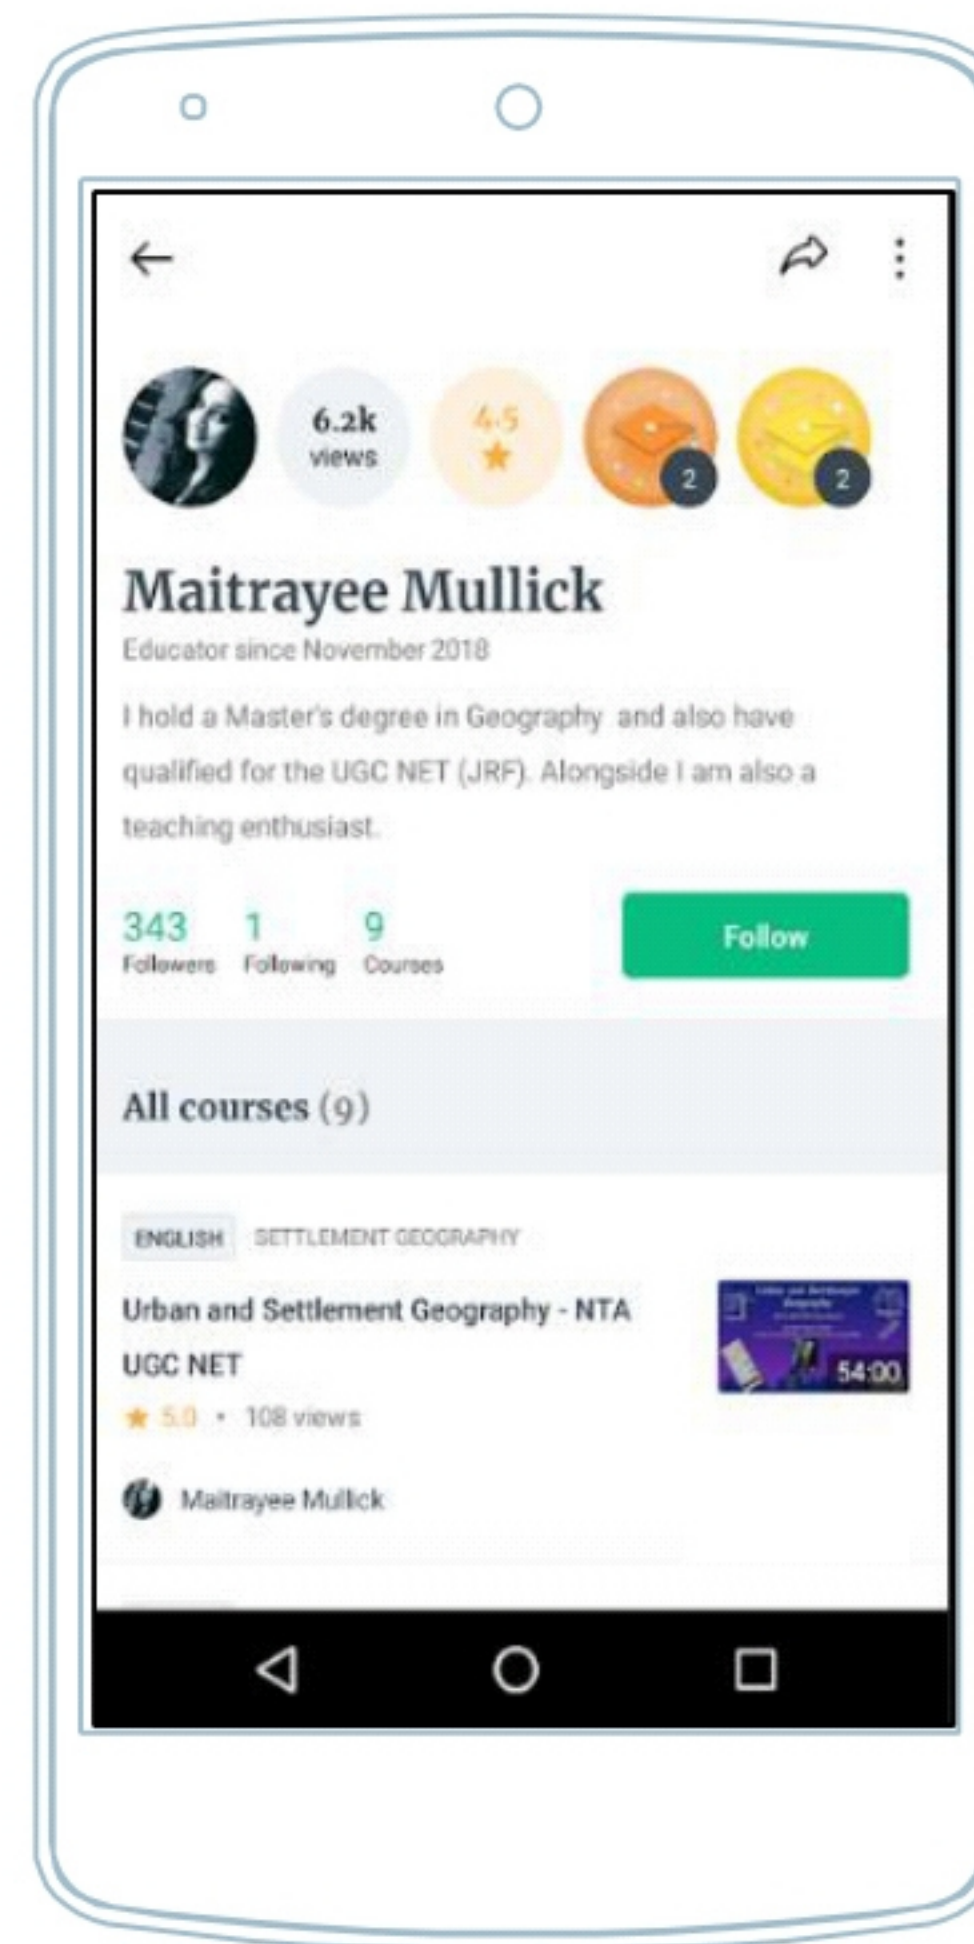 6.2k
views
4.5
2
2
Maitrayee Mullick
Educator since November 2018
I hold a Master's degree in Geography and also have
qualified for the UGC NET (JRF). Alongside I am also a
teaching enthusiast.
343 1 9
Followers Following Courses
Follow
All courses (9)
ENGLISH SETTLEMENT GEOGRAPHY
Urban and Settlement Geography - NTA
UGC NET
5.0 • 108 views
54:00
Maitrayee Mullick